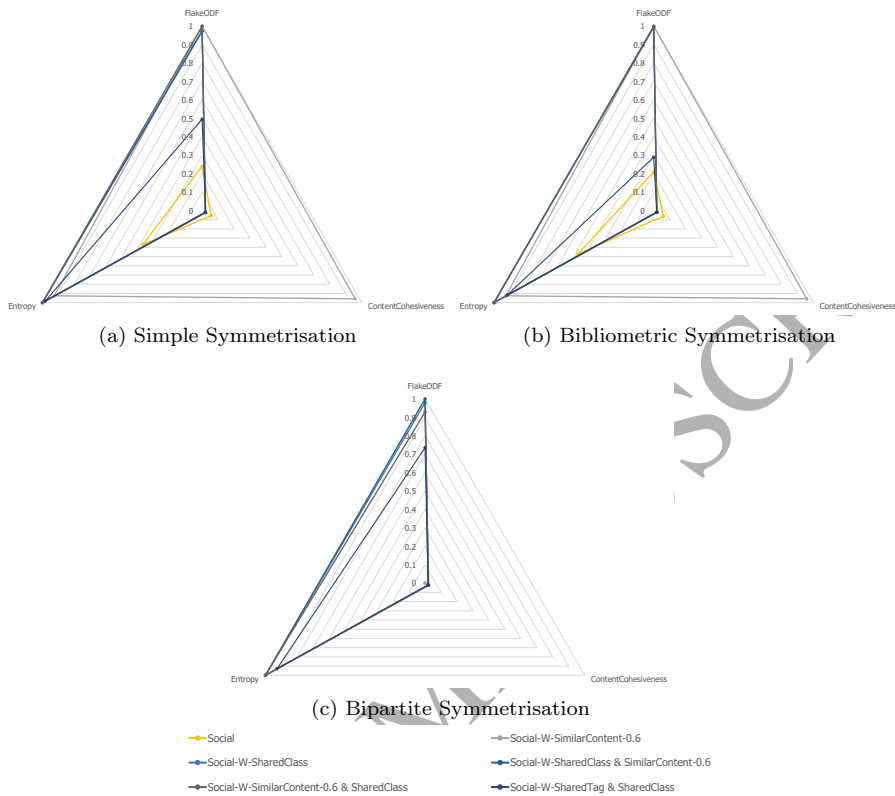 FlakeODF
1
0.9
0.8
0.7
0.6
0.5
0.4
0.3
0.2
0.1
0
Entropy
ContentCohesiveness
(a) Simple Symmetrisation
FlakeODF
1
0.9
0.8
0.7
0.6
0.5
0.4
0.3
0.2
0.1
0
Entropy
ContentCohesiveness
(b) Bibliometric Symmetrisation
FlakeODF
1
0.9
0.8
0.7
0.6
0.5
0.4
0.3
0.2
0.1
0
Entropy
ContentCohesiveness
(c) Bipartite Symmetrisation
Social
Social-W-SimilarContent-0.6
Social-W-SharedClass
Social-W-SharedClass & SimilarContent-0.6
Social-W-SimilarContent-0.6 & SharedClass
Social-W-SharedTag & SharedClass